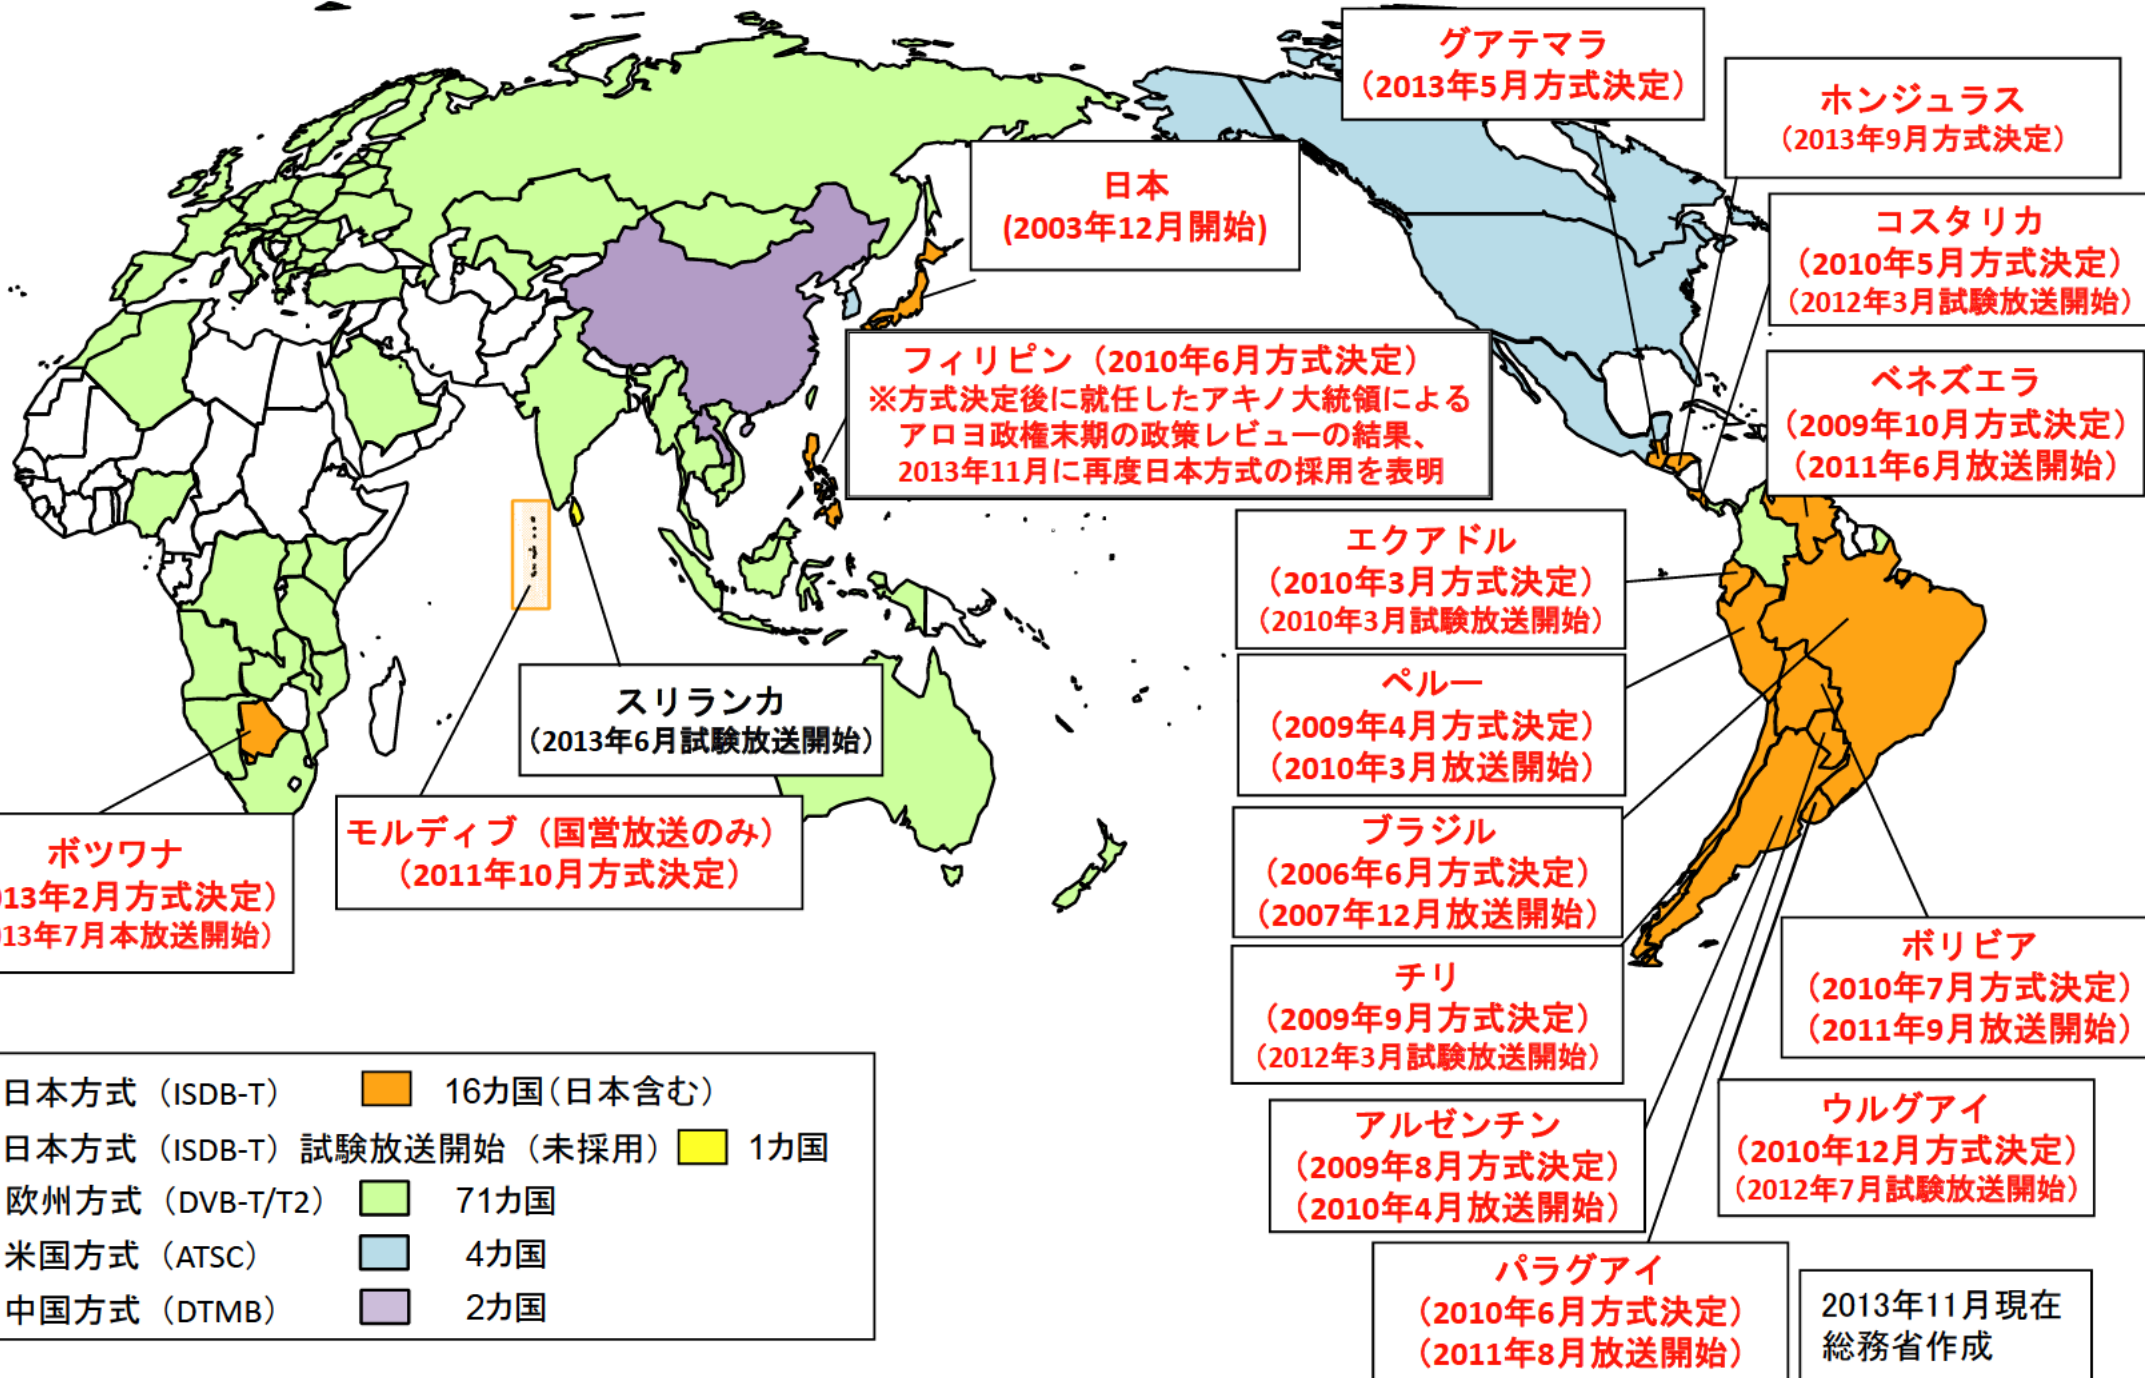 グアテマラ
（2013年5月方式決定）
ホンジュラス
（2013年9月方式決定）
日本
(2003年12月開始)
コスタリカ
（2010年5月方式決定）
（2012年3月試験放送開始）
フィリピン（2010年6月方式決定）
※方式決定後に就任したアキノ大統領による
アロヨ政権末期の政策レビューの結果、
2013年11月に再度日本方式の採用を表明
ベネズエラ
（2009年10月方式決定）
（2011年6月放送開始）
エクアドル
（2010年3月方式決定）
（2010年3月試験放送開始）
スリランカ
（2013年6月試験放送開始）
ペルー
（2009年4月方式決定）
（2010年3月放送開始）
モルディブ（国営放送のみ）
（2011年10月方式決定）
ボツワナ
13年2月方式決定）
13年7月本放送開始）
ブラジル
（2006年6月方式決定）
（2007年12月放送開始）
チリ
（2009年9月方式決定）
（2012年3月試験放送開始）
ボリビア
（2010年7月方式決定）
（2011年9月放送開始）
アルゼンチン
（2009年8月方式決定）
（2010年4月放送開始）
ウルグアイ
（2010年12月方式決定）
（2012年7月試験放送開始）
パラグアイ
（2010年6月方式決定）
（2011年8月放送開始）
日本方式（ISDB-T） 16カ国（日本含む）
日本方式（ISDB-T）試験放送開始（未採用） 1カ国
欧州方式（DVB-T/T2） 71カ国
米国方式（ATSC） 4カ国
中国方式（DTMB） 2カ国
2013年11月現在
総務省作成